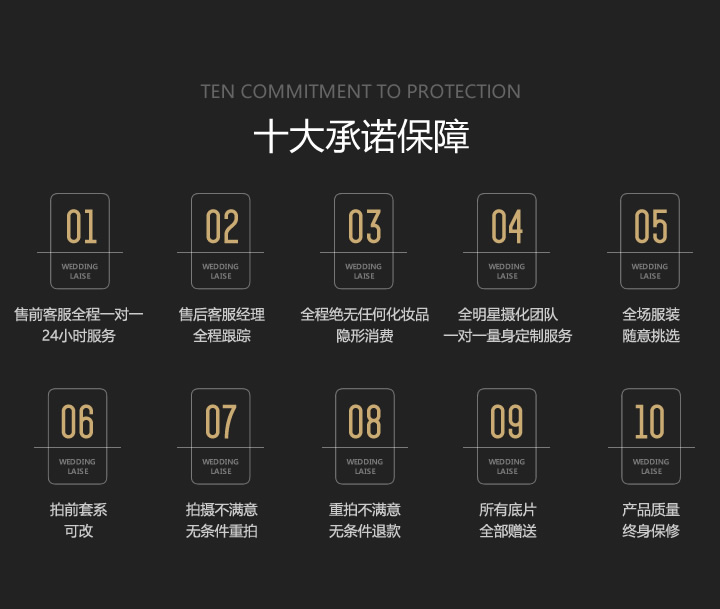 TEN COMMITMENT TO PROTECTION
十大承诺保障
01
WEDDING
LAISE
售前客服全程一对一
24小时服务
02
WEDDING
LAISE
售后客服经理
全程跟踪
03
WEDDING
LAISE
全程绝无任何化妆品
隐形消费
04
WEDDING
LAISE
全明星摄化团队
一对一量身定制服务
05
WEDDING
LAISE
全场服装
随意挑选
06
WEDDING
LAISE
拍前套系
可改
07
WEDDING
LAISE
拍摄不满意
无条件重拍
08
WEDDING
LAISE
重拍不满意
无条件退款
09
WEDDING
LAISE
所有底片
全部赠送
10
WEDDING
LAISE
产品质量
终身保修